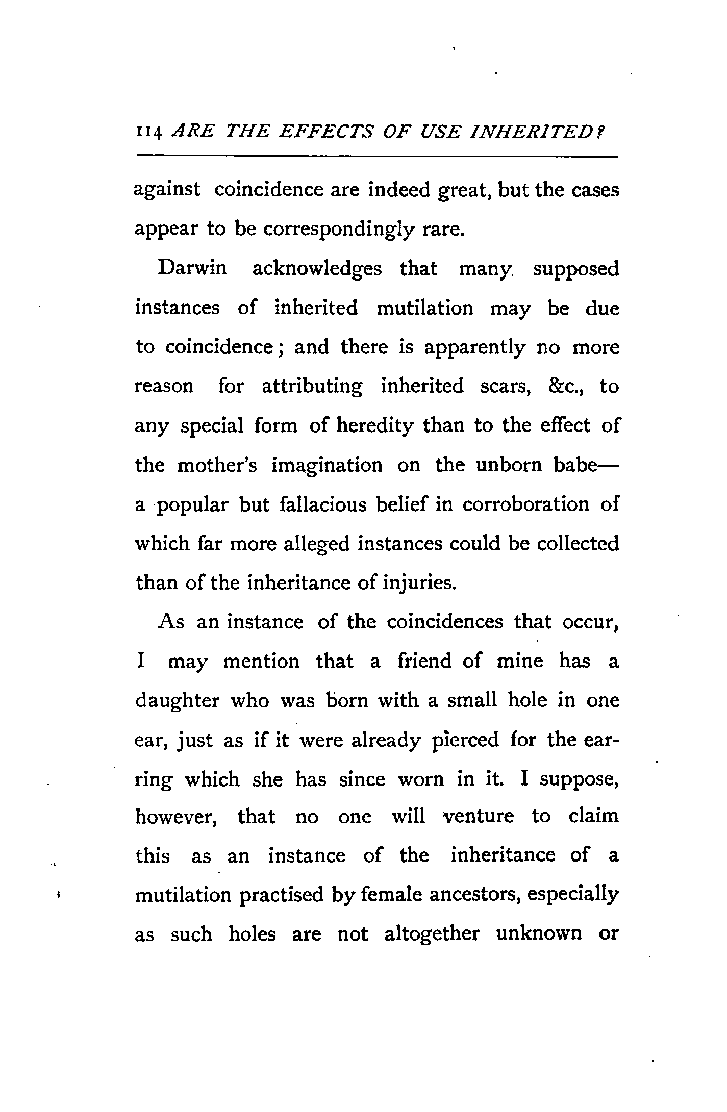 114 ARE THE EFFECTS OF USE INHERITED?
against coincidence are indeed great, but the cases
appear to be correspondingly rare.
Darwin acknowledges that many supposed
instances of inherited mutilation may be due
to coincidence; and there is apparently no more
reason for attributing inherited scars, &c., to
any special form of heredity than to the effect of
the mother's imagination on the unborn babe—
a popular but fallacious belief in corroboration of
which far more alleged instances could be collected
than of the inheritance of injuries.
As an instance of the coincidences that occur,
I may mention that a friend of mine has a
daughter who was born with a small hole in one
ear, just as if it were already pierced for the ear-
ring which she has since worn in it. I suppose,
however, that no one will venture to claim
this as an instance of the inheritance of a
mutilation practised by female ancestors, especially
as such holes are not altogether unknown or